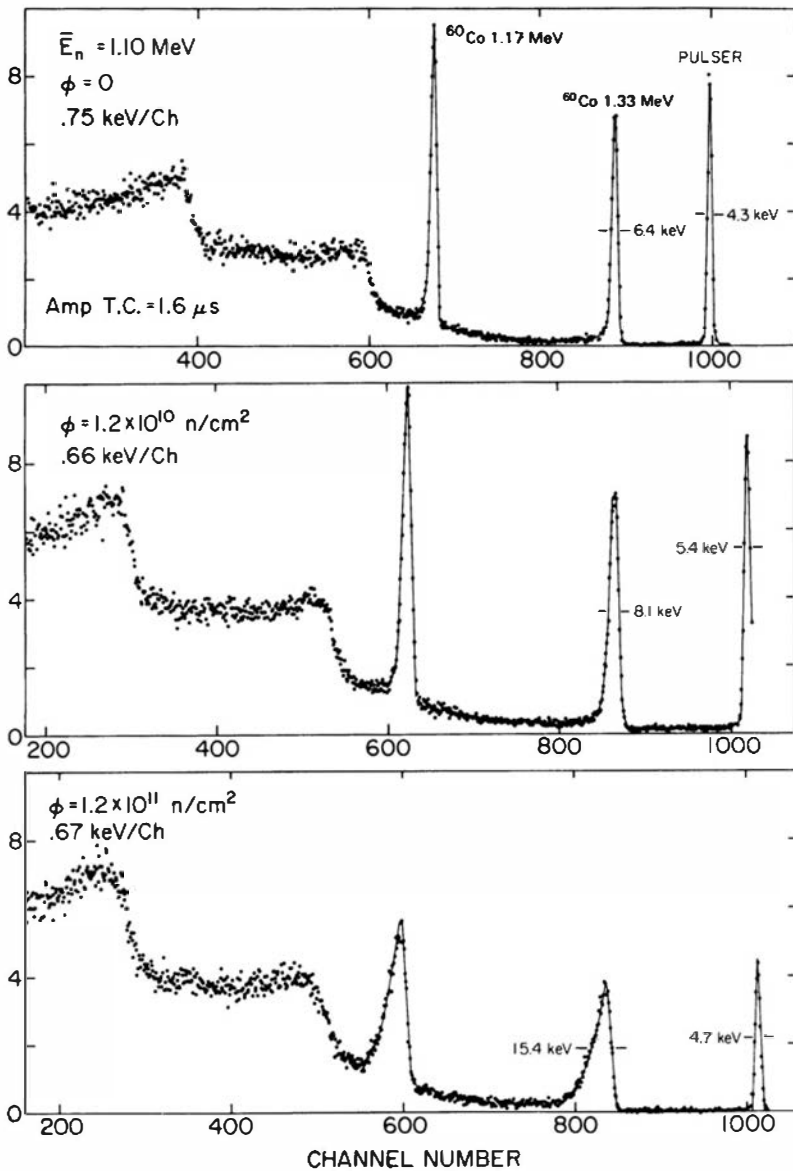 Ēn = 1.10 MeV
ϕ = 0
.75 keV/Ch
⁶⁰Co 1.17 MeV
⁶⁰Co 1.33 MeV
PULSER
6.4 keV
4.3 keV
Amp T.C. = 1.6 μs
8
4
0
400
600
800
1000
ϕ = 1.2×10¹⁰ n/cm²
.66 keV/Ch
5.4 keV
8.1 keV
8
4
0
200
400
600
800
1000
ϕ = 1.2×10¹¹ n/cm²
.67 keV/Ch
15.4 keV
4.7 keV
8
4
0
200
400
600
800
1000
CHANNEL NUMBER